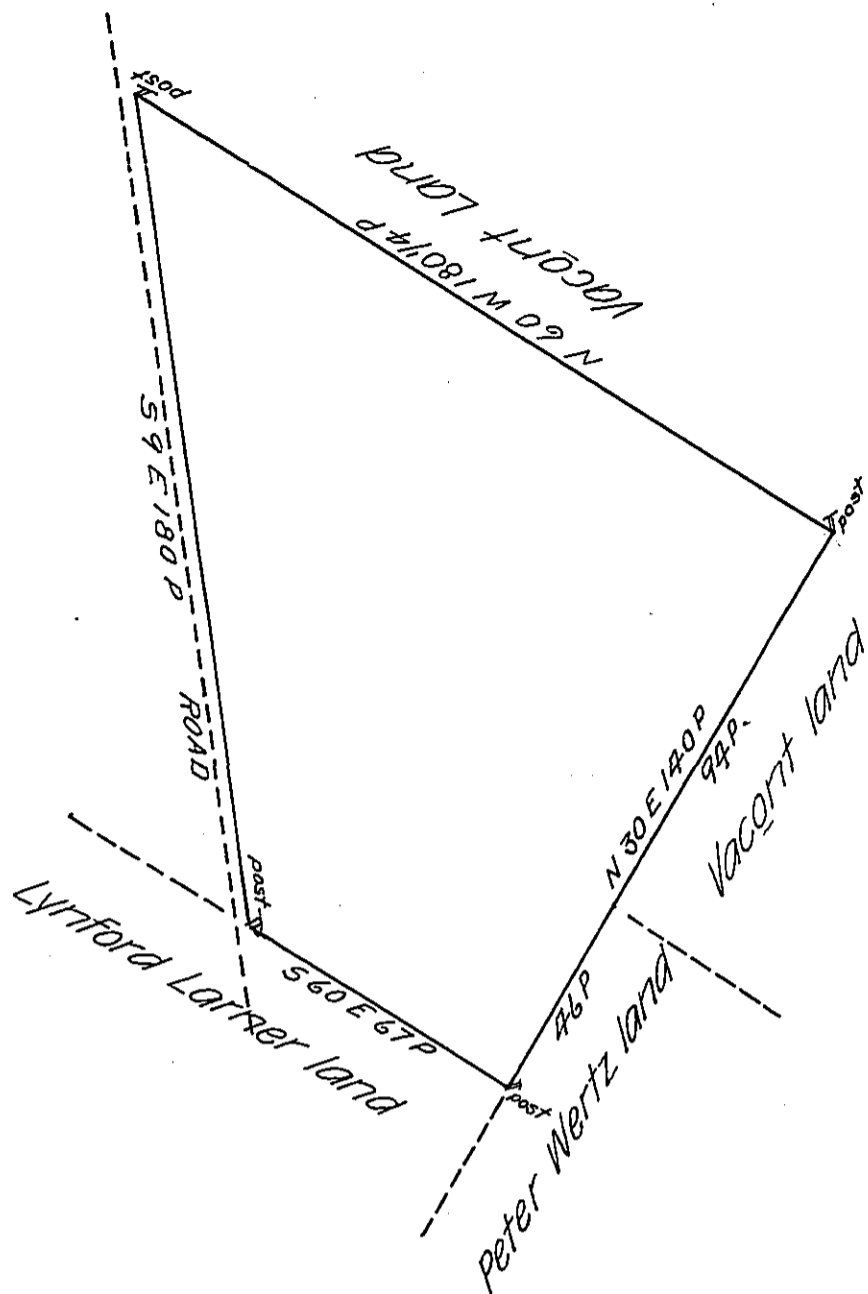 post
Vacant Land
N 60 W 180 1/4 P
post
S 9 E 180 P
ROAD
Vacant land
N 30 E 140 P
94 P.
post
Lynford Larner land
S 60 E 67 P
46 P
post
Peter Wertz land